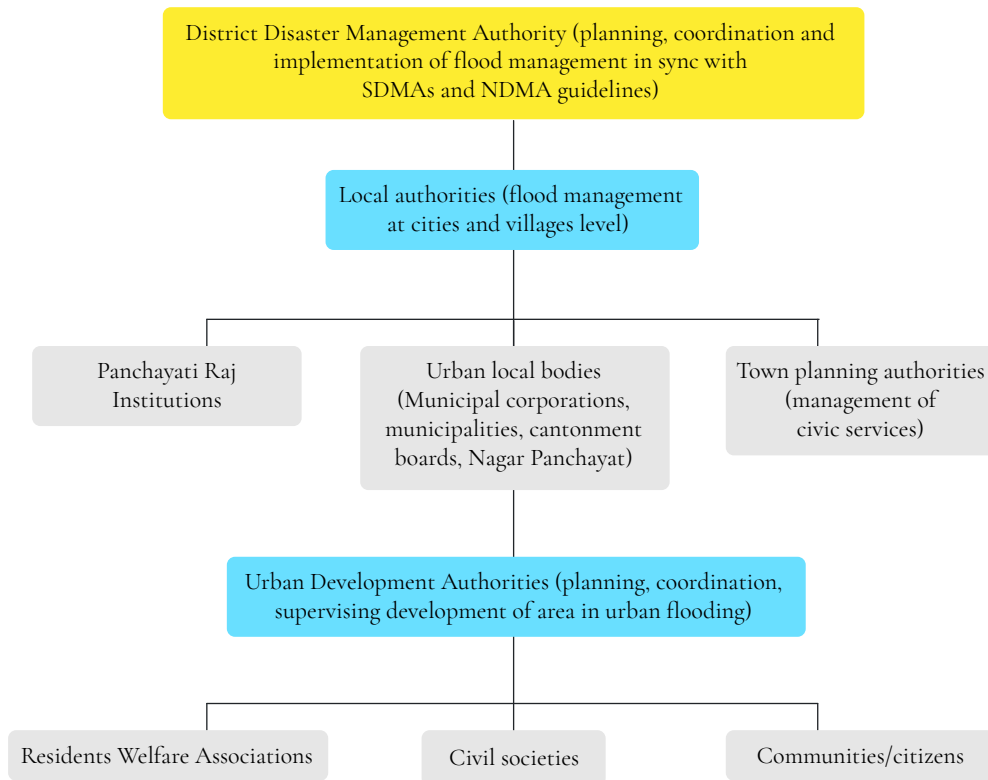 District Disaster Management Authority (planning, coordination and
implementation of flood management in sync with
SDMAs and NDMA guidelines)
Local authorities (flood management
at cities and villages level)
Panchayati Raj
Institutions
Urban local bodies
(Municipal corporations,
municipalities, cantonment
boards, Nagar Panchayat)
Town planning authorities
(management of
civic services)
Urban Development Authorities (planning, coordination,
supervising development of area in urban flooding)
Residents Welfare Associations
Civil societies
Communities/citizens